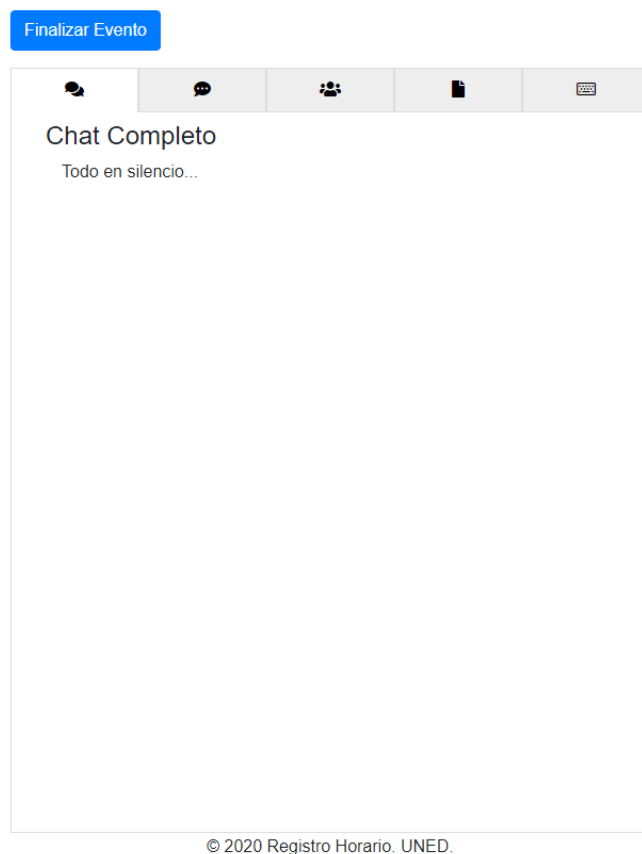 Finalizar Evento
Chat Completo
Todo en silencio...
© 2020 Registro Horario. UNED.